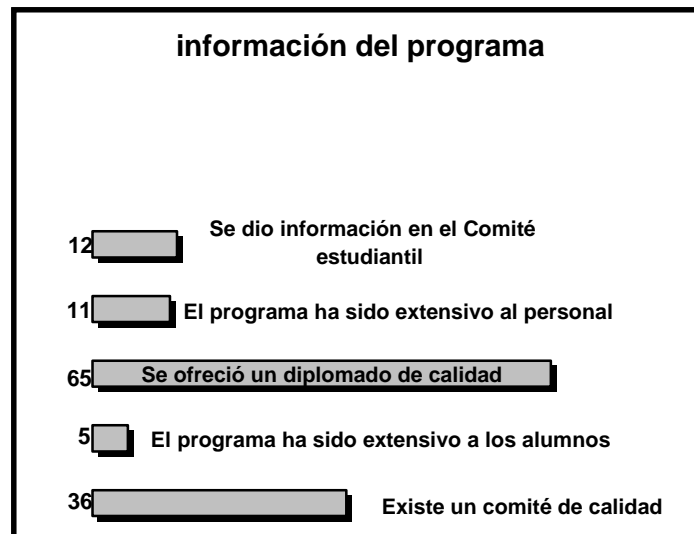 información del programa
12
Se dio información en el Comité
estudiantil
11
El programa ha sido extensivo al personal
65
Se ofreció un diplomado de calidad
5
El programa ha sido extensivo a los alumnos
36
Existe un comité de calidad